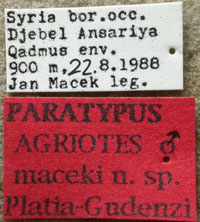 Syria bor.occ.
Djebel Ansariya
Qadmus env.
900 m, 22.8.1988
Jan Macek leg.
PARATYPUS
AGRIOTES ♂
maceki n. sp.
Platia-Gudenzi